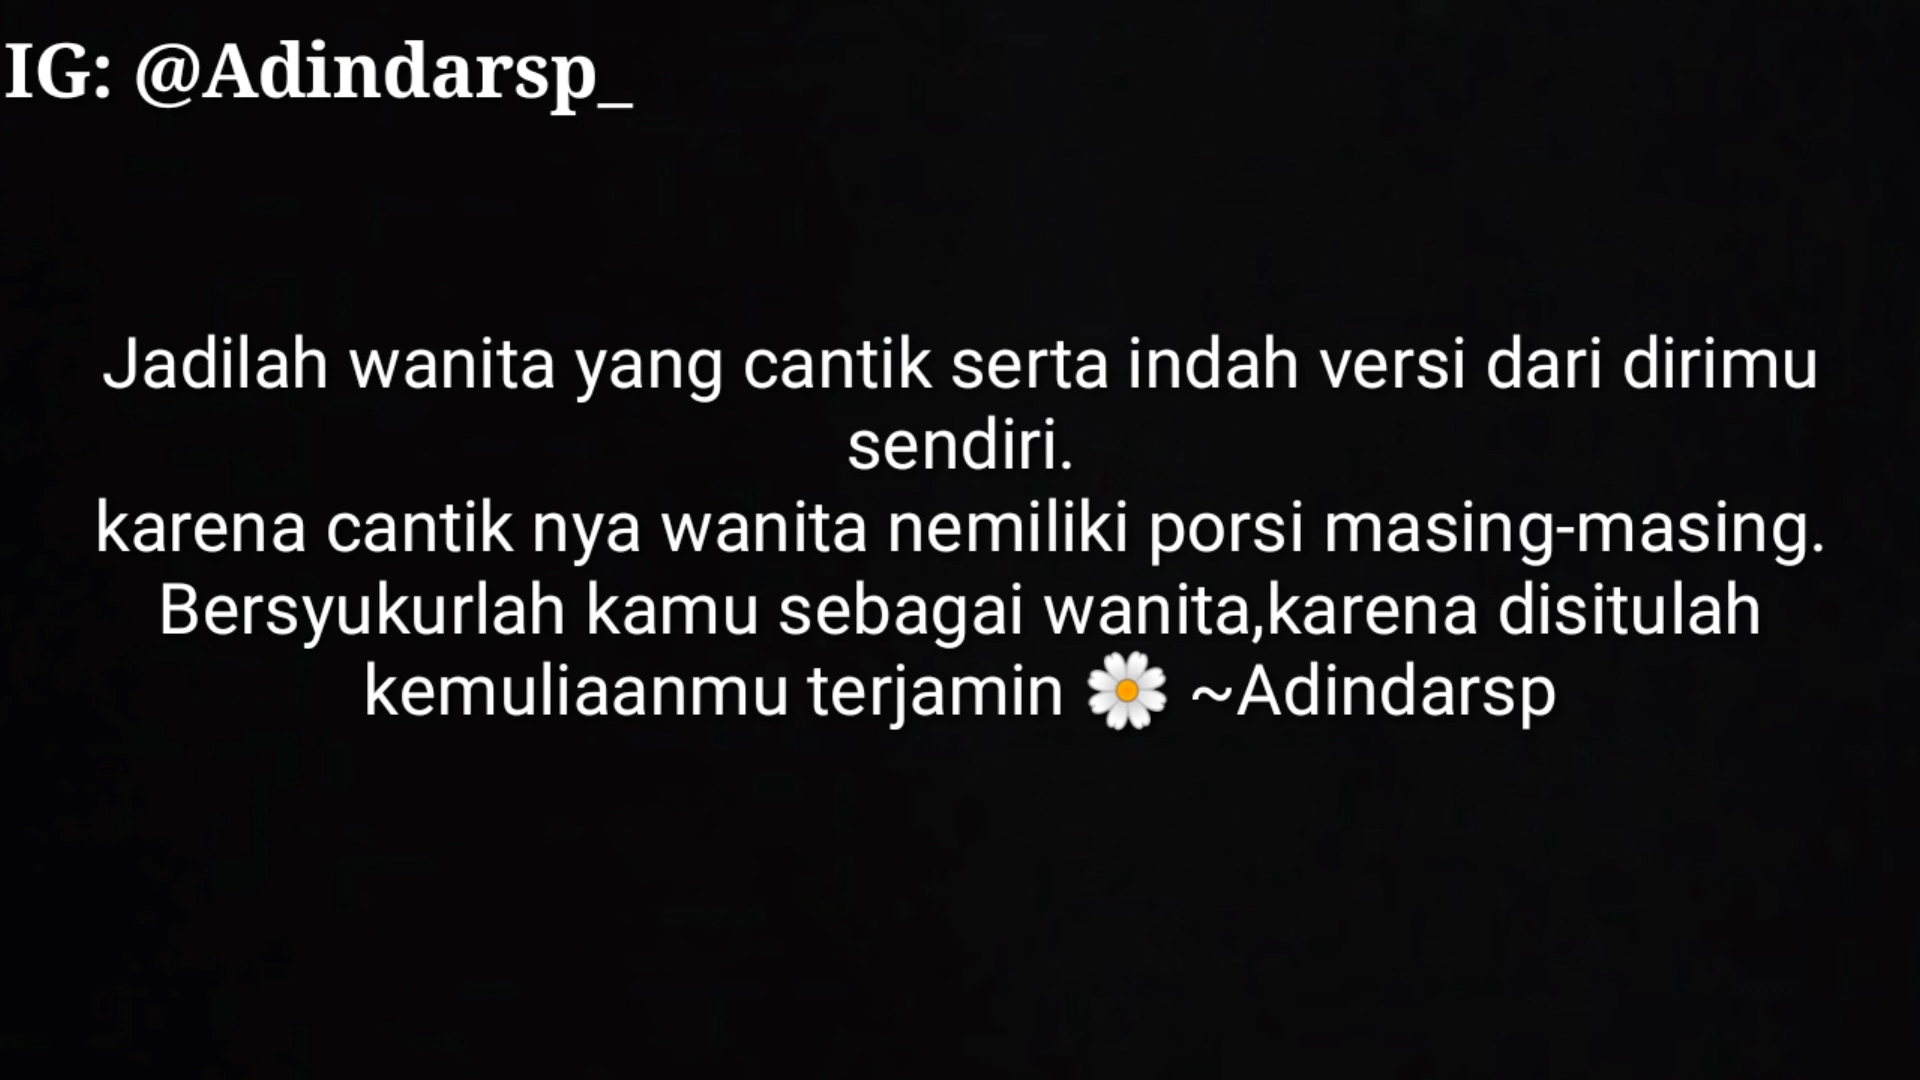 IG: @Adindarsp_
Jadilah wanita yang cantik serta indah versi dari dirimu
sendiri.
karena cantik nya wanita nemiliki porsi masing-masing.
Bersyukurlah kamu sebagai wanita,karena disitulah
kemuliaanmu terjamin 🌼 ~Adindarsp